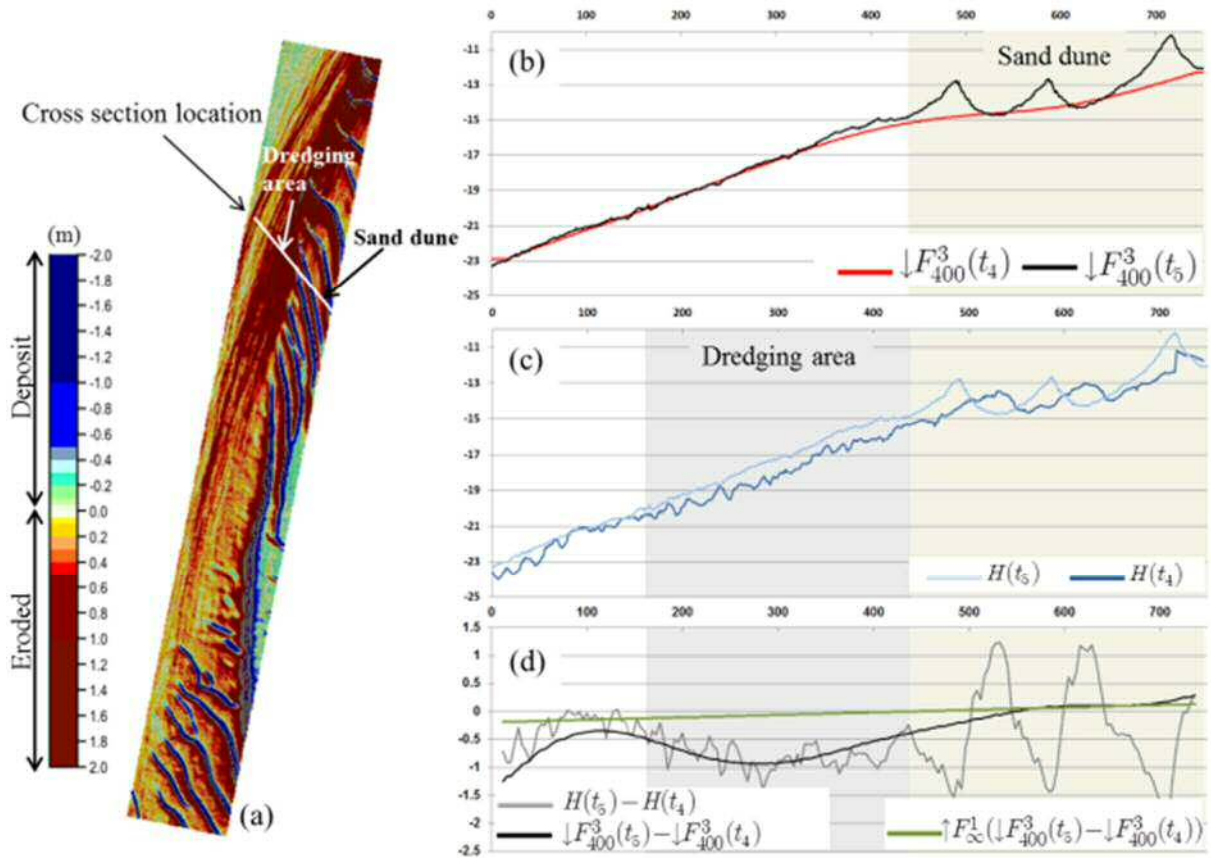 Cross section location
Dredging
area
Sand dune
(m)
Deposit
Eroded
-2.0
-1.8
-1.6
-1.4
-1.2
-1.0
-0.8
-0.6
-0.4
-0.2
0.0
0.2
0.4
0.6
0.8
1.0
1.2
1.4
1.6
1.8
2.0
(a)
0 100 200 300 400 500 600 700
(b)
Sand dune
-11
-13
-15
-17
-19
-21
-23
-25
↓F³₄₀₀(t₄) ↓F³₄₀₀(t₅)
0 100 200 300 400 500 600 700
(c)
Dredging area
-11
-13
-15
-17
-19
-21
-23
-25
H(t₅) H(t₄)
0 100 200 300 400 500 600 700
(d)
1.5
1
0.5
0
-0.5
-1
-1.5
-2
-2.5
H(t₅)−H(t₄)
↓F³₄₀₀(t₅)−↓F³₄₀₀(t₄)
↑F¹∞(↓F³₄₀₀(t₅)−↓F³₄₀₀(t₄))